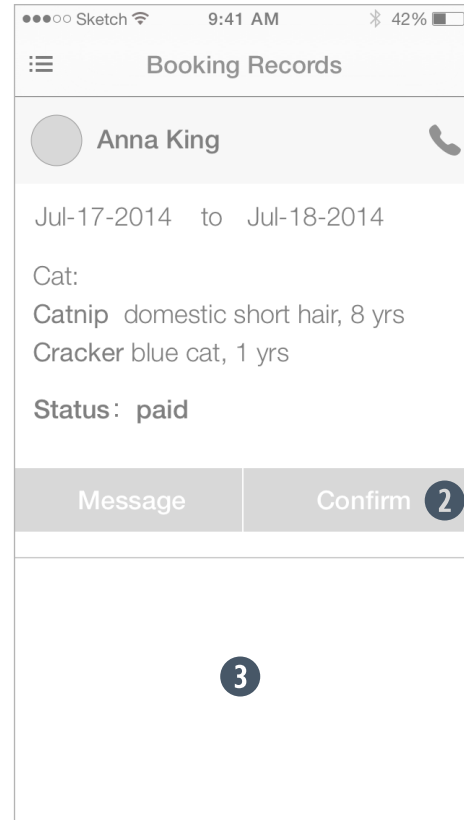 ●●●○○ Sketch 9:41 AM 42%
Booking Records
Anna King
Jul-17-2014 to Jul-18-2014
Cat:
Catnip domestic short hair, 8 yrs
Cracker blue cat, 1 yrs
Status: paid
Message Confirm 2
3